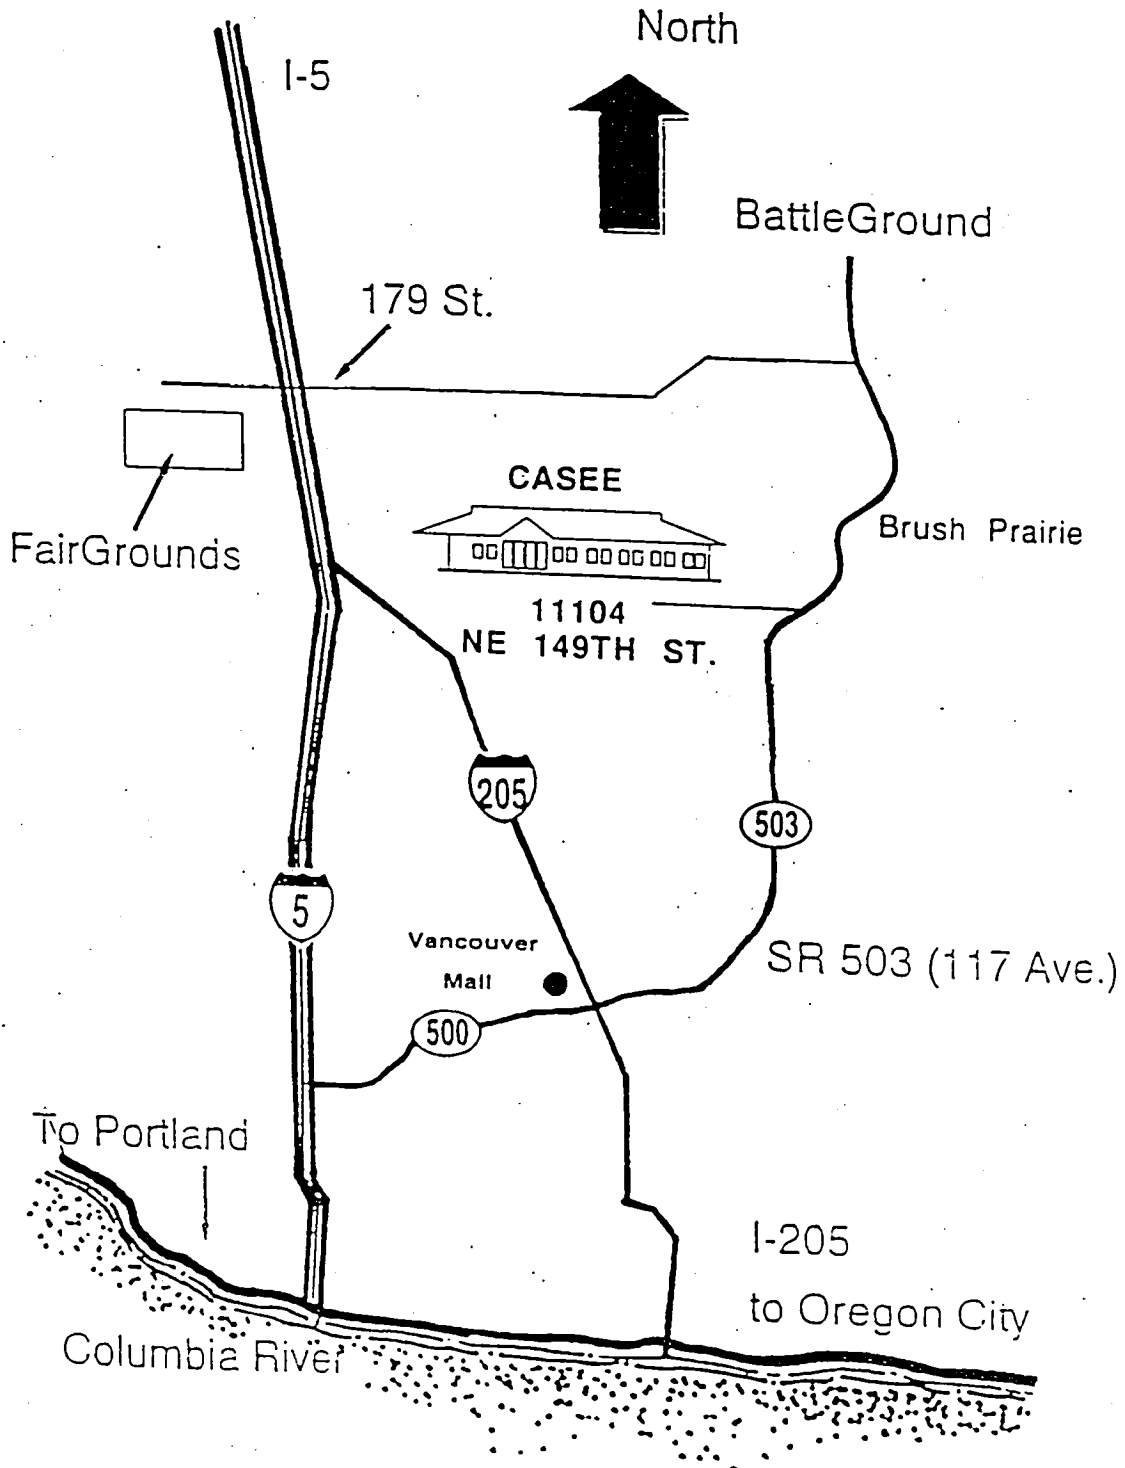 North
I-5
BattleGround
179 St.
CASEE
Brush Prairie
FairGrounds
11104
NE 149TH ST.
205
503
5
Vancouver
Mall
SR 503 (117 Ave.)
500
To Portland
I-205
to Oregon City
Columbia River